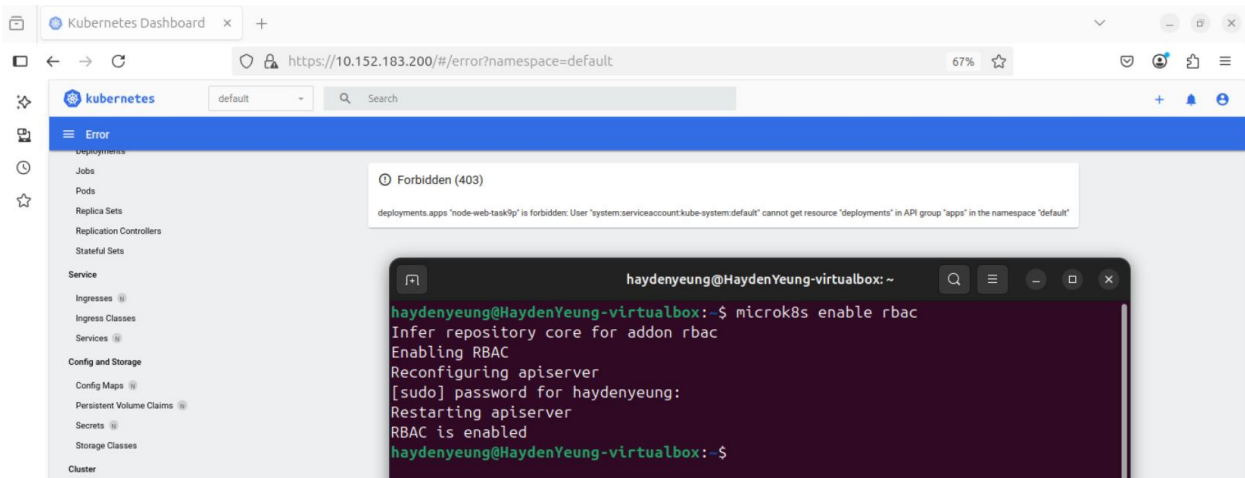 Kubernetes Dashboard
https://10.152.183.200/#/error?namespace=default
67%
kubernetes
default
Search
Error
Deployments
Jobs
Pods
Replica Sets
Replication Controllers
Stateful Sets
Service
Ingresses N
Ingress Classes
Services N
Config and Storage
Config Maps N
Persistent Volume Claims N
Secrets N
Storage Classes
Cluster
Forbidden (403)
deployments.apps "node-web-task9p" is forbidden: User "system:serviceaccount:kube-system:default" cannot get resource "deployments" in API group "apps" in the namespace "default"
haydenyeung@HaydenYeung-virtualbox: ~
haydenyeung@HaydenYeung-virtualbox:~$ microk8s enable rbac
Infer repository core for addon rbac
Enabling RBAC
Reconfiguring apiserver
[sudo] password for haydenyeung:
Restarting apiserver
RBAC is enabled
haydenyeung@HaydenYeung-virtualbox:~$